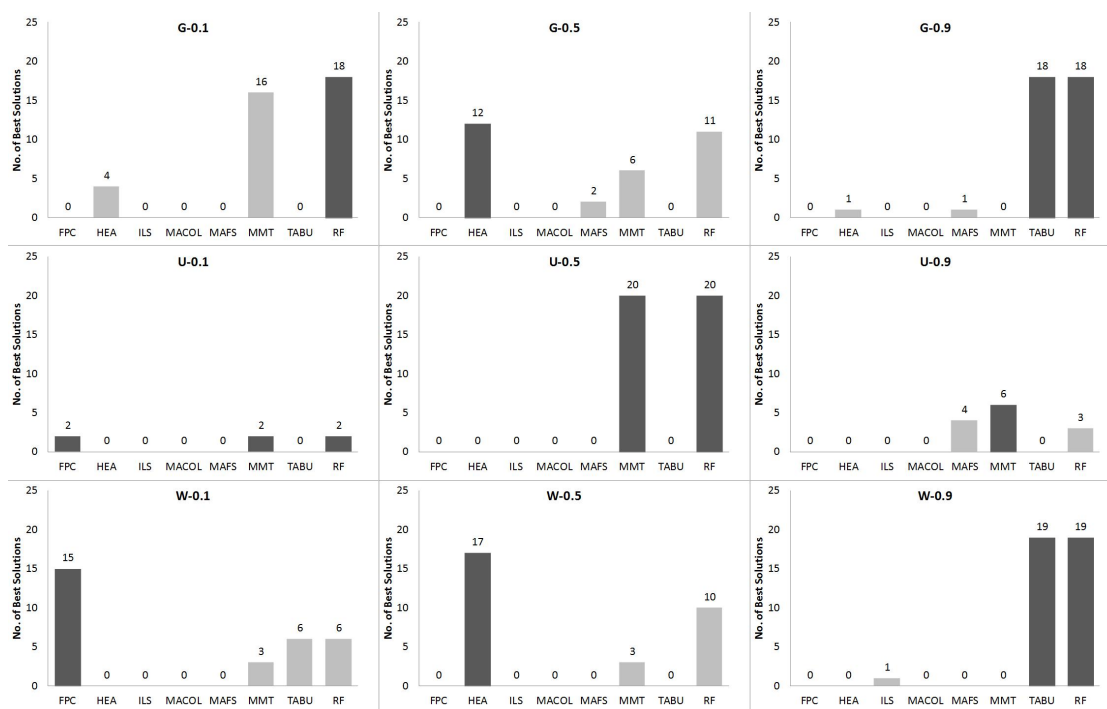 G-0.1
No. of Best Solutions
25
20
15
10
5
0
0 4 0 0 0 16 0 18
FPC HEA ILS MACOL MAFS MMT TABU RF
G-0.5
No. of Best Solutions
25
20
15
10
5
0
0 12 0 0 2 6 0 11
FPC HEA ILS MACOL MAFS MMT TABU RF
G-0.9
No. of Best Solutions
25
20
15
10
5
0
0 1 0 0 1 0 18 18
FPC HEA ILS MACOL MAFS MMT TABU RF
U-0.1
No. of Best Solutions
25
20
15
10
5
0
2 0 0 0 0 2 0 2
FPC HEA ILS MACOL MAFS MMT TABU RF
U-0.5
No. of Best Solutions
25
20
15
10
5
0
0 0 0 0 0 20 0 20
FPC HEA ILS MACOL MAFS MMT TABU RF
U-0.9
No. of Best Solutions
25
20
15
10
5
0
0 0 0 0 4 6 0 3
FPC HEA ILS MACOL MAFS MMT TABU RF
W-0.1
No. of Best Solutions
25
20
15
10
5
0
15 0 0 0 0 3 6 6
FPC HEA ILS MACOL MAFS MMT TABU RF
W-0.5
No. of Best Solutions
25
20
15
10
5
0
0 17 0 0 0 3 0 10
FPC HEA ILS MACOL MAFS MMT TABU RF
W-0.9
No. of Best Solutions
25
20
15
10
5
0
0 0 1 0 0 0 19 19
FPC HEA ILS MACOL MAFS MMT TABU RF